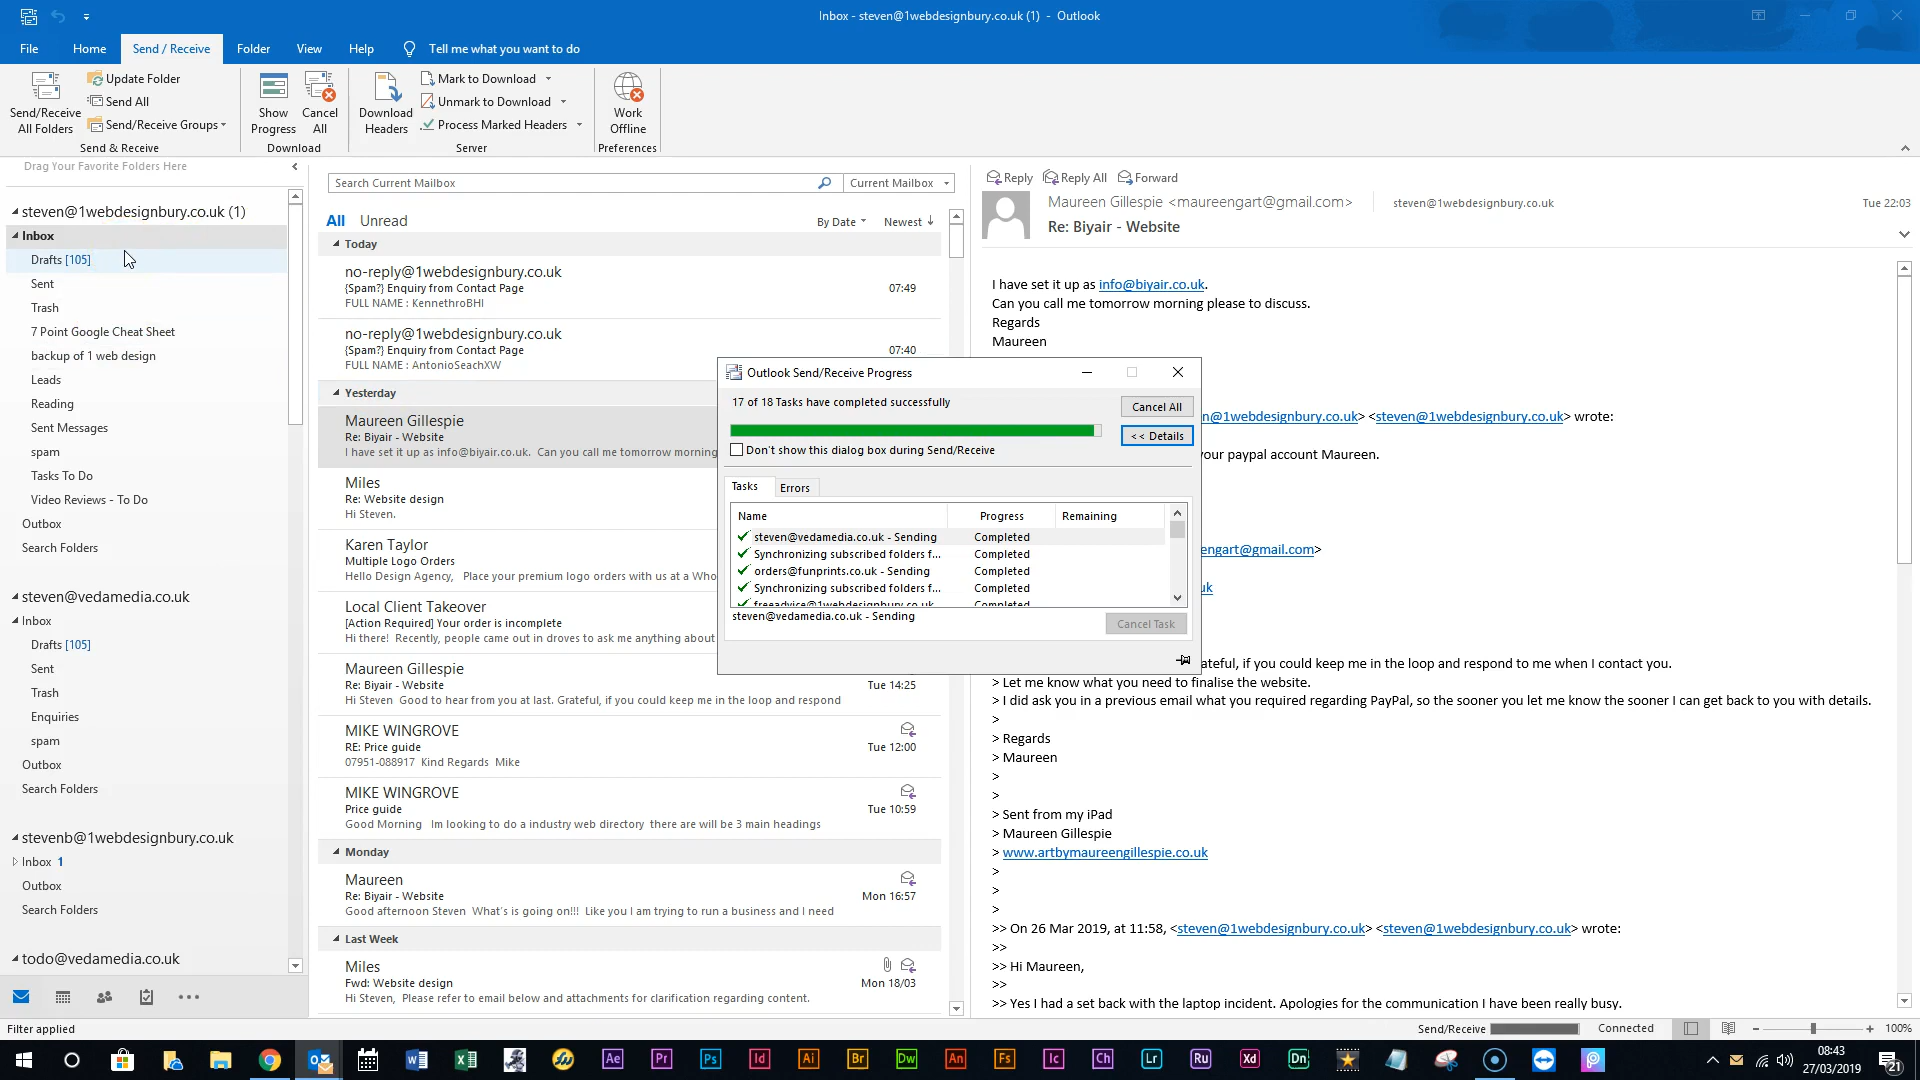 Inbox - steven@1webdesignbury.co.uk (1) - Outlook
File Home Send / Receive Folder View Help Tell me what you want to do
Send/Receive All Folders
Update Folder
Send All
Send/Receive Groups
Send & Receive
Show Progress
Cancel All
Download
Download Headers
Mark to Download
Unmark to Download
Process Marked Headers
Server
Work Offline
Preferences
Drag Your Favorite Folders Here
steven@1webdesignbury.co.uk (1)
Inbox
Drafts [105]
Sent
Trash
7 Point Google Cheat Sheet
backup of 1 web design
Leads
Reading
Sent Messages
spam
Tasks To Do
Video Reviews - To Do
Outbox
Search Folders
steven@vedamedia.co.uk
Inbox
Drafts [105]
Sent
Trash
Enquiries
spam
Outbox
Search Folders
stevenb@1webdesignbury.co.uk
Inbox 1
Outbox
Search Folders
todo@vedamedia.co.uk
Search Current Mailbox Current Mailbox
All Unread By Date Newest
Today
no-reply@1webdesignbury.co.uk
{Spam?} Enquiry from Contact Page 07:49
FULL NAME : KennethroBHI
no-reply@1webdesignbury.co.uk
{Spam?} Enquiry from Contact Page 07:40
FULL NAME : AntonioSeachXW
Yesterday
Maureen Gillespie
Re: Biyair - Website
I have set it up as info@biyair.co.uk. Can you call me tomorrow morning
Miles
Re: Website design
Hi Steven.
Karen Taylor
Multiple Logo Orders
Hello Design Agency, Place your premium logo orders with us at a Who
Local Client Takeover
[Action Required] Your order is incomplete
Hi there! Recently, people came out in droves to ask me anything about
Maureen Gillespie
Re: Biyair - Website Tue 14:25
Hi Steven Good to hear from you at last. Grateful, if you could keep me in the loop and respond
MIKE WINGROVE
RE: Price guide Tue 12:00
07951-088917 Kind Regards Mike
MIKE WINGROVE
Price guide Tue 10:59
Good Morning Im looking to do a industry web directory there are will be 3 main headings
Monday
Maureen
Re: Biyair - Website Mon 16:57
Good afternoon Steven What's is going on!!! Like you I am trying to run a business and I need
Last Week
Miles
Fwd: Website design Mon 18/03
Hi Steven, Please refer to email below and attachments for clarification regarding content.
Reply Reply All Forward
Maureen Gillespie <maureengart@gmail.com> steven@1webdesignbury.co.uk Tue 22:03
Re: Biyair - Website
I have set it up as info@biyair.co.uk.
Can you call me tomorrow morning please to discuss.
Regards
Maureen
n@1webdesignbury.co.uk> <steven@1webdesignbury.co.uk> wrote:
our paypal account Maureen.
engart@gmail.com>
uk
ateful, if you could keep me in the loop and respond to me when I contact you.
> Let me know what you need to finalise the website.
> I did ask you in a previous email what you required regarding PayPal, so the sooner you let me know the sooner I can get back to you with details.
>
> Regards
> Maureen
>
>
> Sent from my iPad
> Maureen Gillespie
> www.artbymaureengillespie.co.uk
>
>
>
>> On 26 Mar 2019, at 11:58, <steven@1webdesignbury.co.uk> <steven@1webdesignbury.co.uk> wrote:
>>
>> Hi Maureen,
>>
>> Yes I had a set back with the laptop incident. Apologies for the communication I have been really busy.
Outlook Send/Receive Progress
17 of 18 Tasks have completed successfully
Cancel All
<< Details
Don't show this dialog box during Send/Receive
Tasks Errors
Name Progress Remaining
steven@vedamedia.co.uk - Sending Completed
Synchronizing subscribed folders f... Completed
orders@funprints.co.uk - Sending Completed
Synchronizing subscribed folders f... Completed
freeadvice@1webdesignbury.co.uk Completed
steven@vedamedia.co.uk - Sending
Cancel Task
Filter applied
Send/Receive Connected 100%
Ae Pr Ps Id Ai Br Dw An Fs Ic Ch Lr Ru Xd Dn
08:43
27/03/2019
21